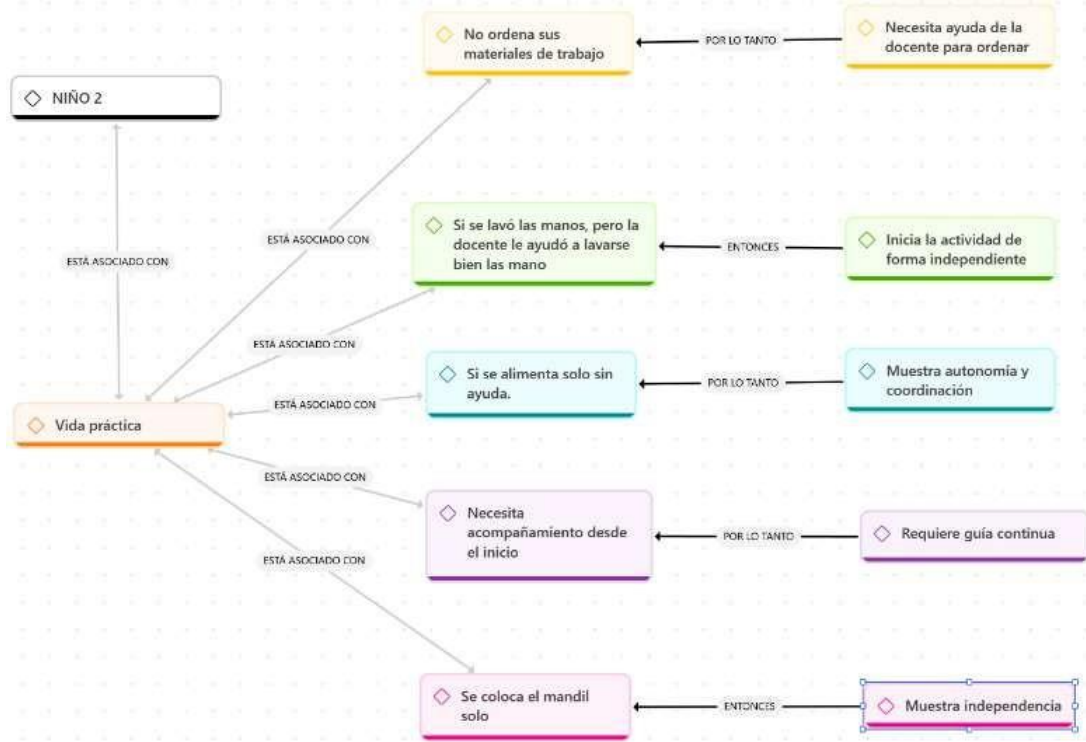 No ordena sus
materiales de trabajo
POR LO TANTO
Necesita ayuda de la
docente para ordenar
NIÑO 2
ESTÁ ASOCIADO CON
ESTÁ ASOCIADO CON
Si se lavó las manos, pero la
docente le ayudó a lavarse
bien las mano
ENTONCES
Inicia la actividad de
forma independiente
ESTÁ ASOCIADO CON
Si se alimenta solo sin
ayuda.
POR LO TANTO
Muestra autonomía y
coordinación
ESTÁ ASOCIADO CON
Vida práctica
ESTÁ ASOCIADO CON
Necesita
acompañamiento desde
el inicio
POR LO TANTO
Requiere guía continua
ESTÁ ASOCIADO CON
Se coloca el mandil
solo
ENTONCES
Muestra independencia